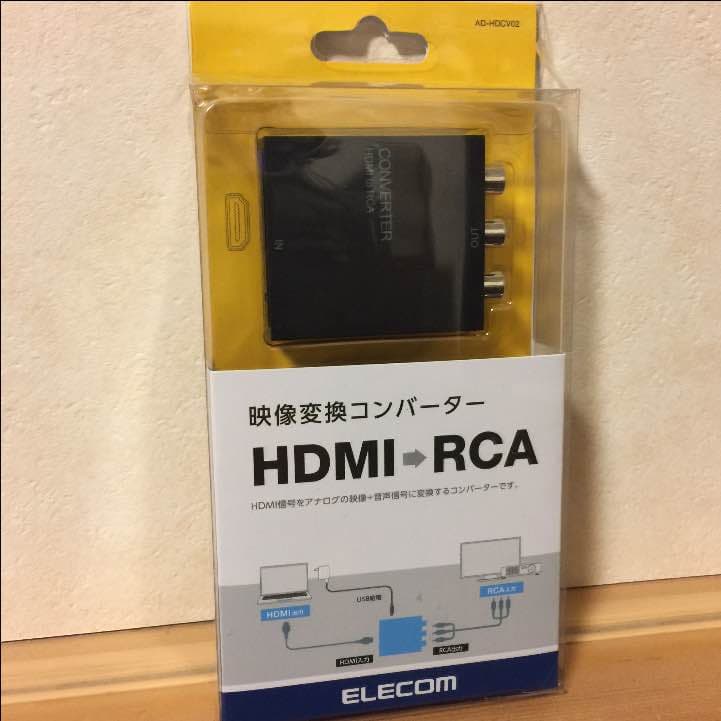 AD-HDCV02
CONVERTER
HDMI to RCA
IN
OUT
映像変換コンバーター
HDMI➡RCA
HDMI信号をアナログの映像+音声信号に変換するコンバーターです。
HDMI出力
USB給電
RCA入力
HDMI入力
RCA出力
ELECOM